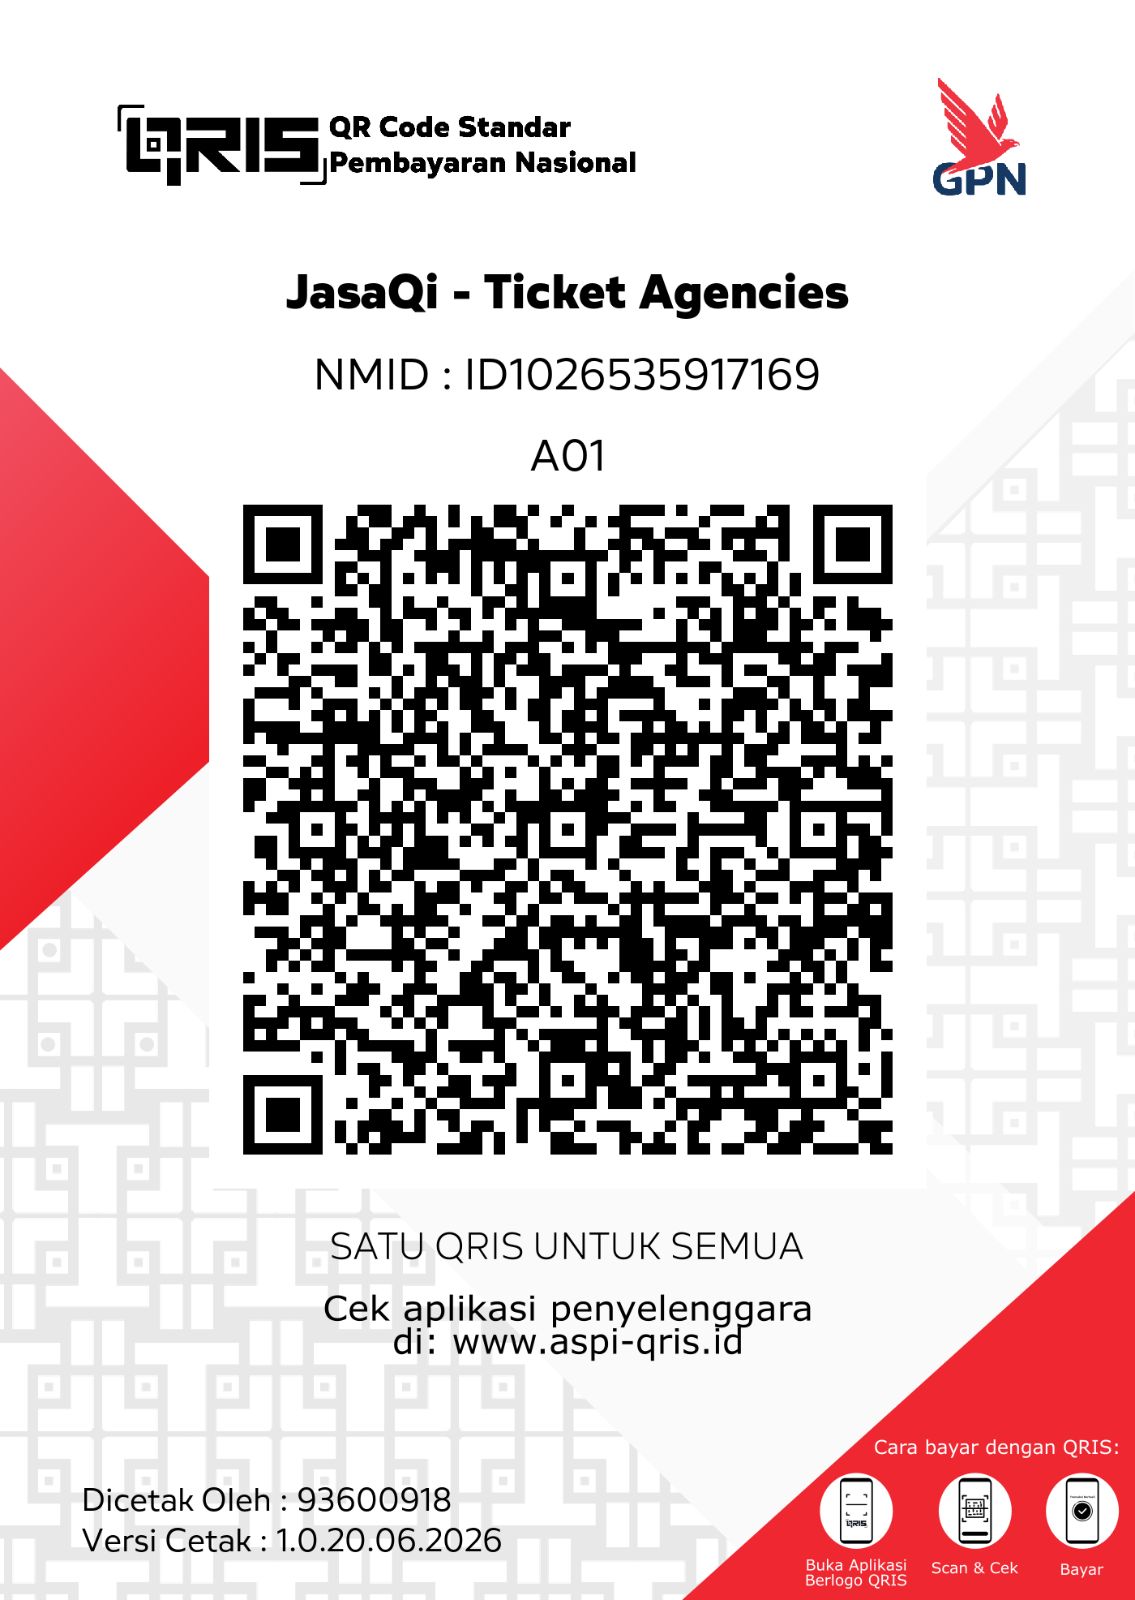 QRIS QR Code Standar
Pembayaran Nasional
GPN
JasaQi - Ticket Agencies
NMID : ID1026535917169
A01
SATU QRIS UNTUK SEMUA
Cek aplikasi penyelenggara
di: www.aspi-qris.id
Cara bayar dengan QRIS:
QRIS
Buka Aplikasi
Berlogo QRIS
Scan & Cek
Bayar
Dicetak Oleh : 93600918
Versi Cetak : 1.0.20.06.2026